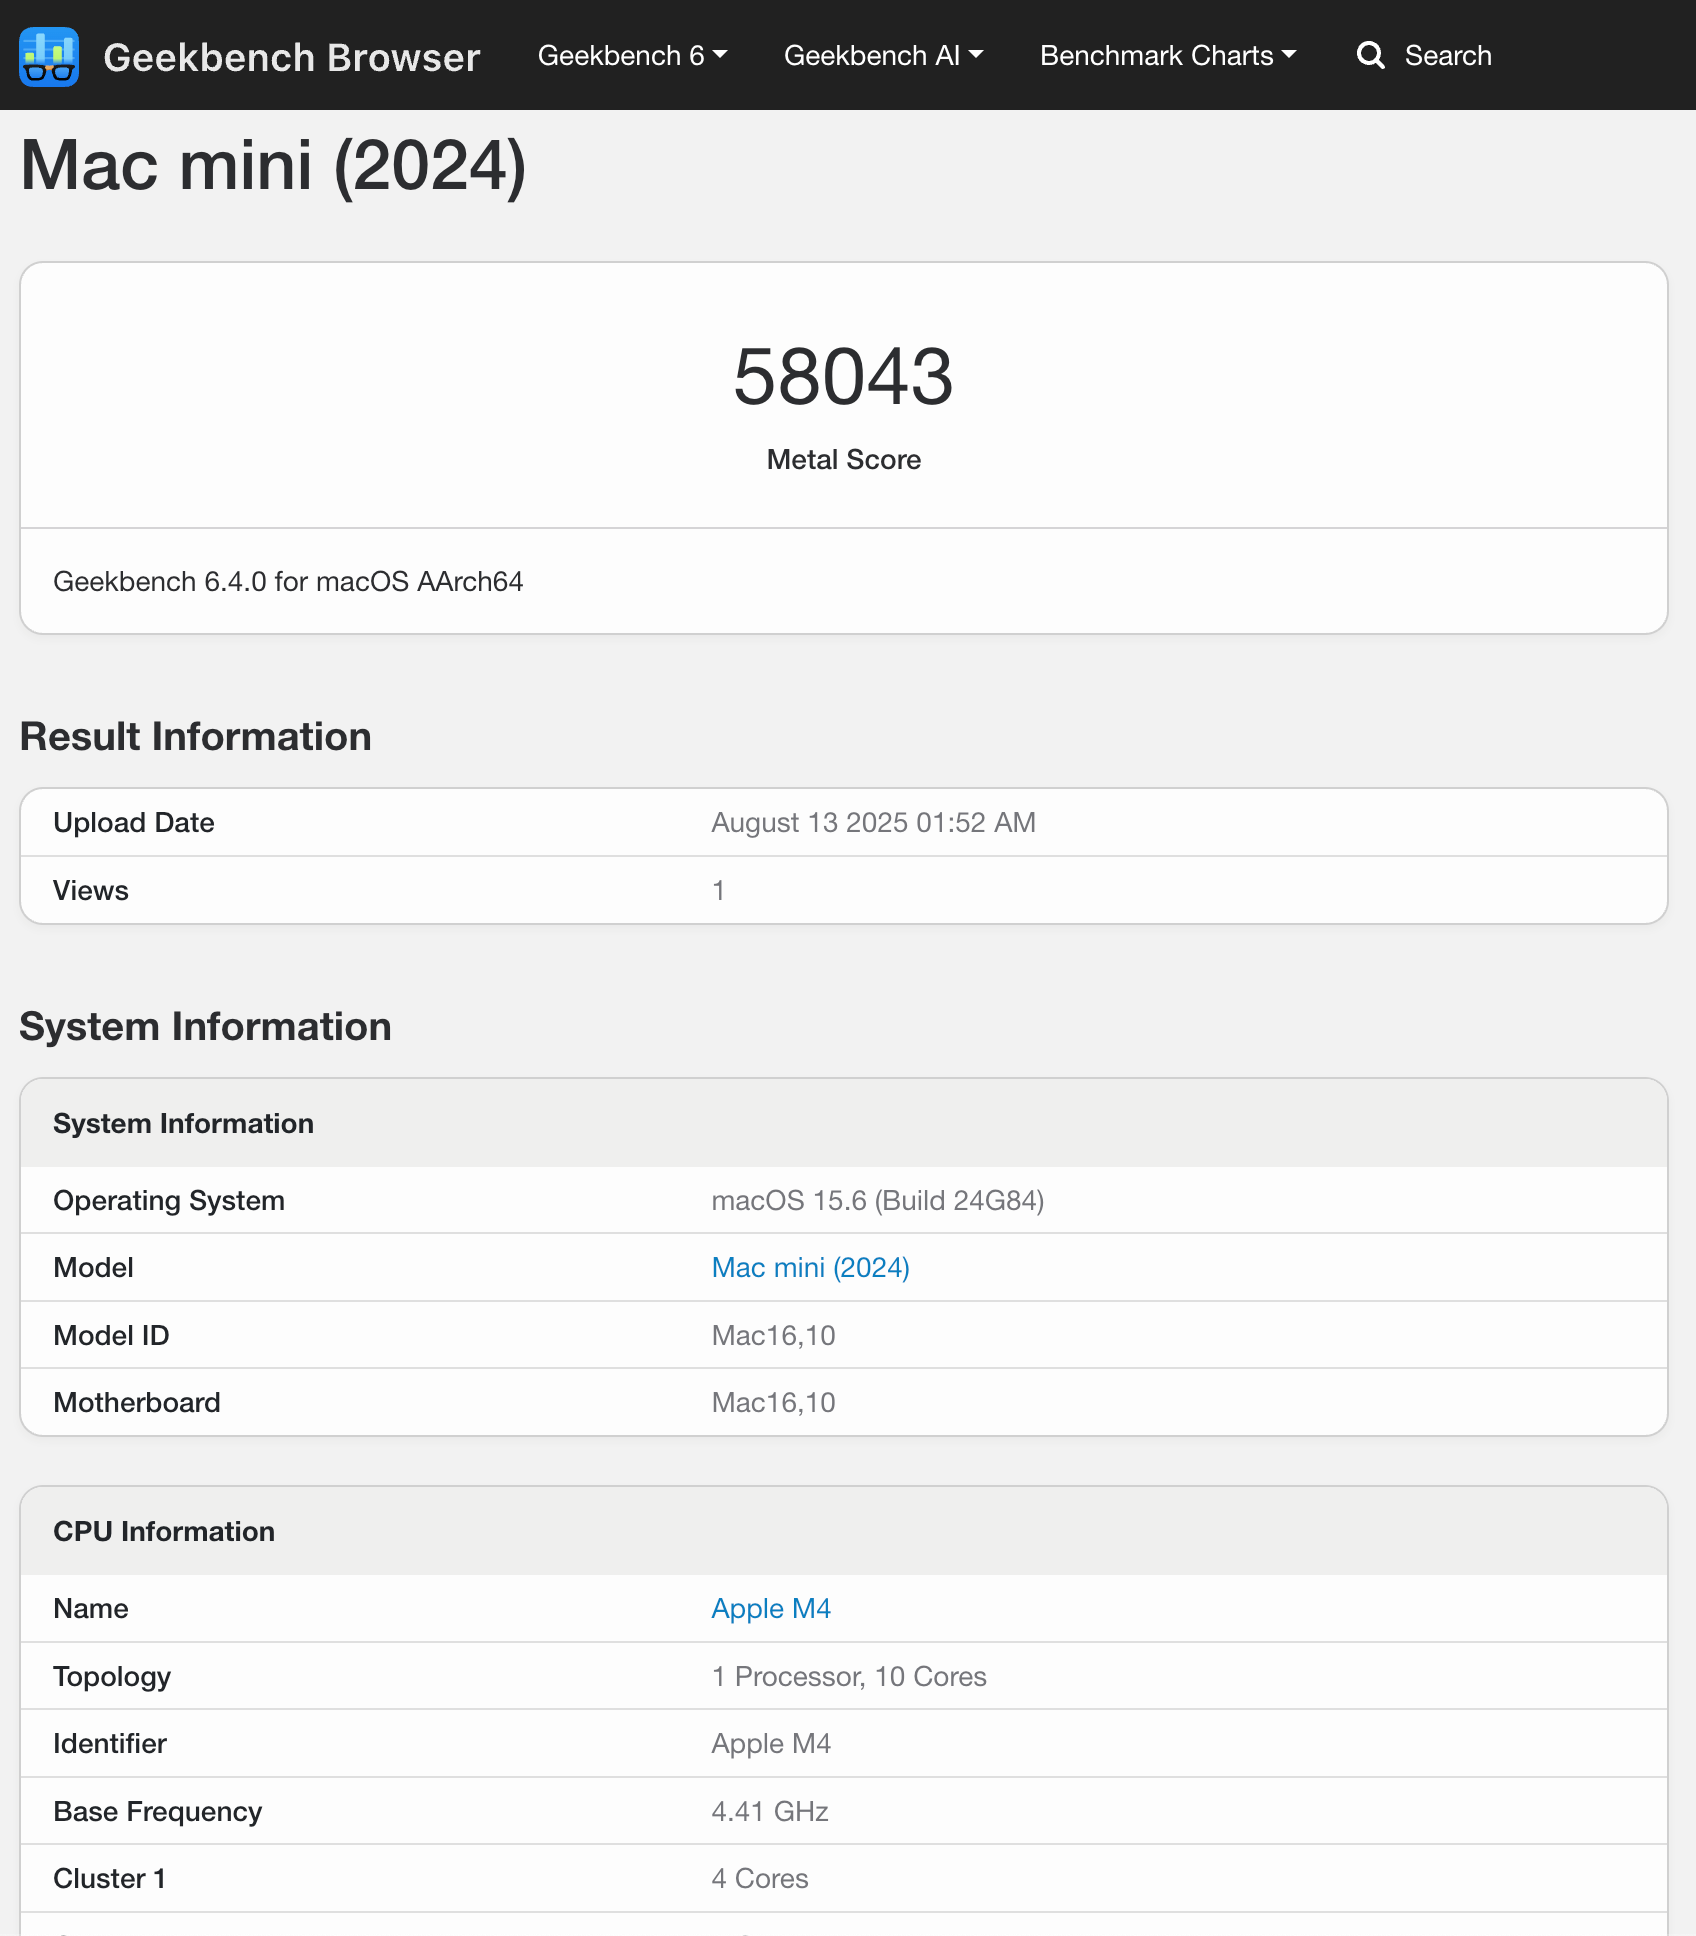 Geekbench Browser Geekbench 6 Geekbench AI Benchmark Charts Search
Mac mini (2024)
58043
Metal Score
Geekbench 6.4.0 for macOS AArch64
Result Information
Upload Date August 13 2025 01:52 AM
Views 1
System Information
System Information
Operating System macOS 15.6 (Build 24G84)
Model Mac mini (2024)
Model ID Mac16,10
Motherboard Mac16,10
CPU Information
Name Apple M4
Topology 1 Processor, 10 Cores
Identifier Apple M4
Base Frequency 4.41 GHz
Cluster 1 4 Cores